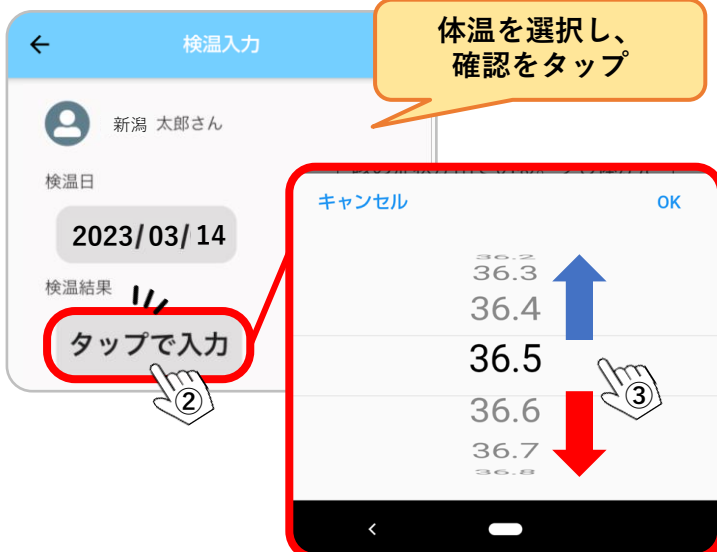 検温入力
体温を選択し、
確認をタップ
新潟 太郎さん
検温日
2023/03/14
検温結果
タップで入力
②
キャンセル OK
36.2
36.3
36.4
36.5
③
36.6
36.7
36.8